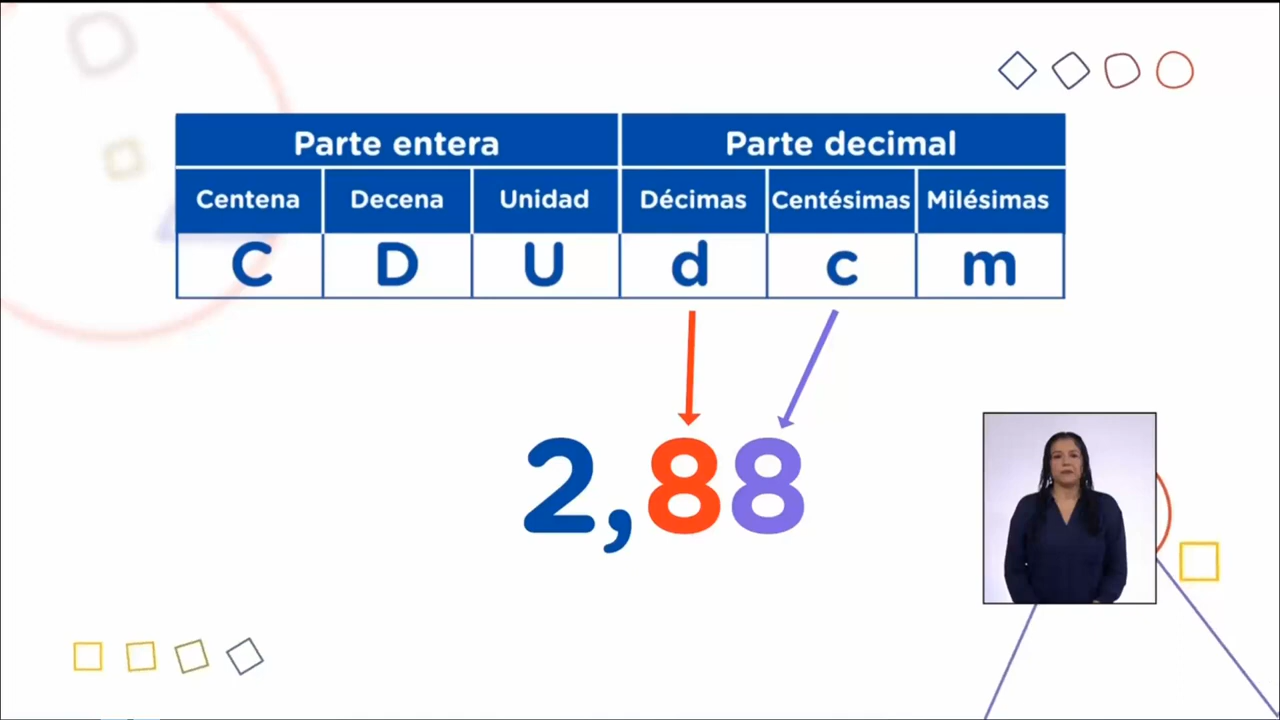 Parte entera Parte decimal
Centena Decena Unidad Décimas Centésimas Milésimas
C D U d c m
2,88